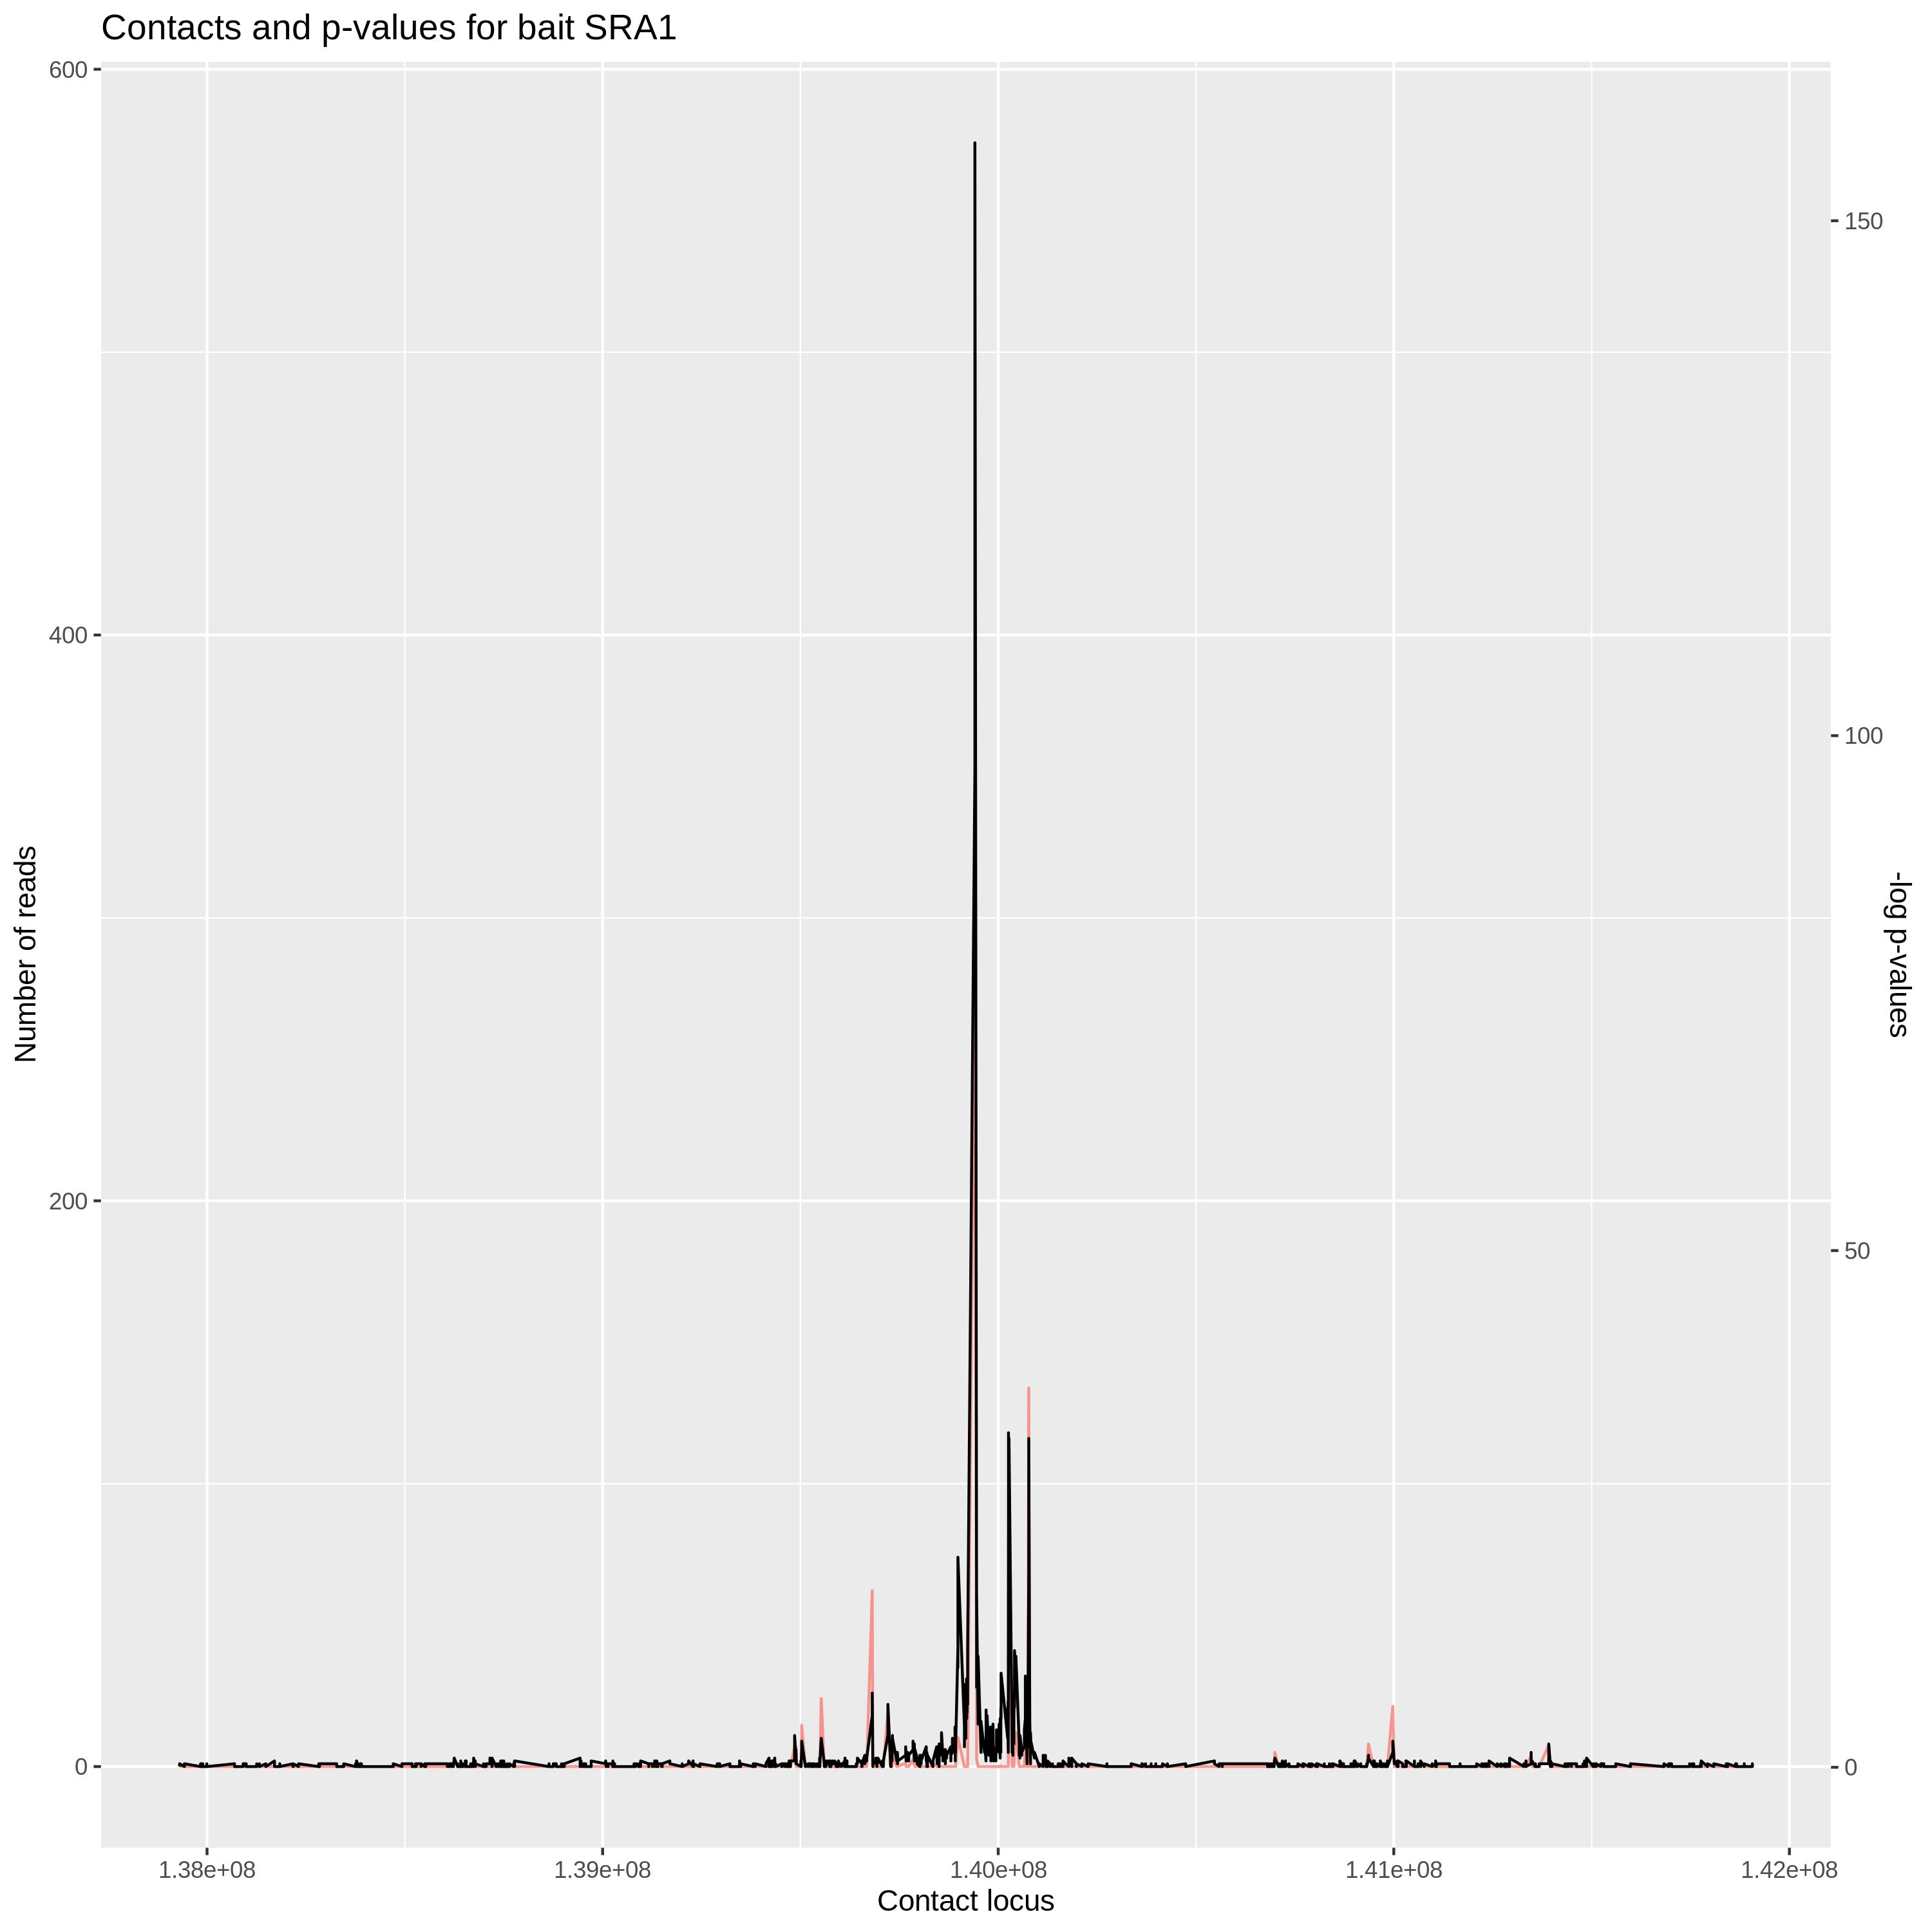 Contacts and p-values for bait SRA1
600
400
200
0
Number of reads
150
100
50
0
-log p-values
1.38e+08
1.39e+08
1.40e+08
1.41e+08
1.42e+08
Contact locus